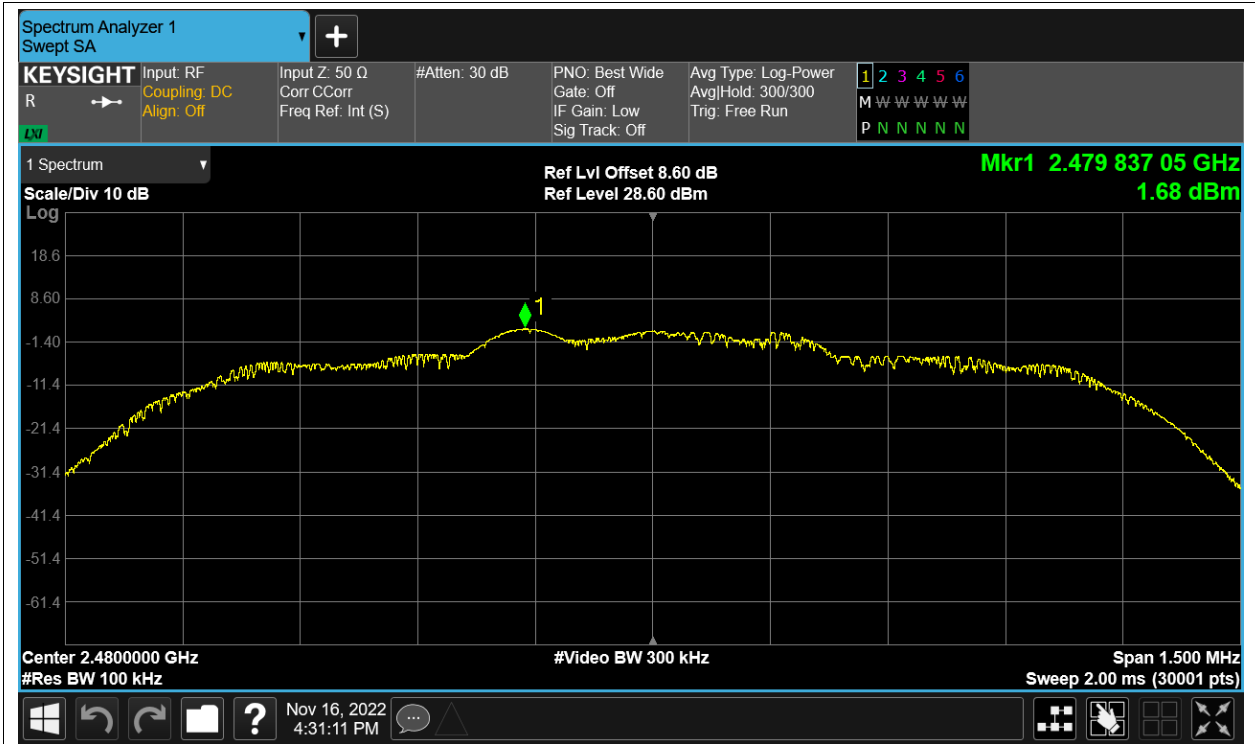 Spectrum Analyzer 1
Swept SA
KEYSIGHT
R
LXI
Input: RF
Coupling: DC
Align: Off
Input Z: 50 Ω
Corr CCorr
Freq Ref: Int (S)
#Atten: 30 dB
PNO: Best Wide
Gate: Off
IF Gain: Low
Sig Track: Off
Avg Type: Log-Power
Avg|Hold: 300/300
Trig: Free Run
1 2 3 4 5 6
M W W W W W
P N N N N N
1 Spectrum
Scale/Div 10 dB
Log
Ref Lvl Offset 8.60 dB
Ref Level 28.60 dBm
Mkr1 2.479 837 05 GHz
1.68 dBm
1
18.6
8.60
-1.40
-11.4
-21.4
-31.4
-41.4
-51.4
-61.4
Center 2.4800000 GHz
#Res BW 100 kHz
#Video BW 300 kHz
Span 1.500 MHz
Sweep 2.00 ms (30001 pts)
?
Nov 16, 2022
4:31:11 PM